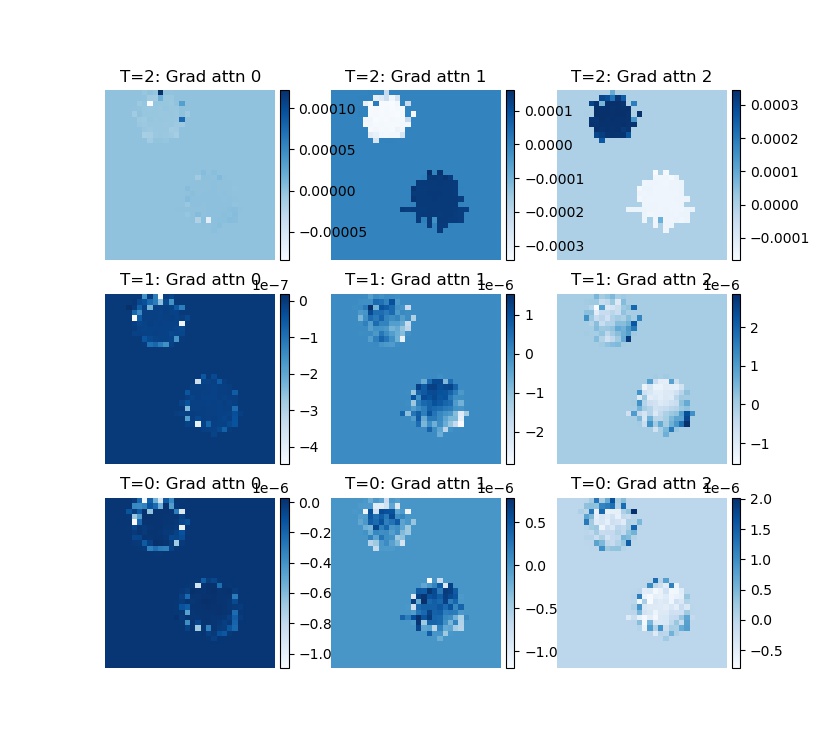 T=2: Grad attn 0
T=2: Grad attn 1
T=2: Grad attn 2
0.00010
0.00005
0.00000
−0.00005
0.0001
0.0000
−0.0001
−0.0002
−0.0003
0.0003
0.0002
0.0001
0.0000
−0.0001
T=1: Grad attn 0
1e−7
T=1: Grad attn 1
1e−6
T=1: Grad attn 2
1e−6
0
−1
−2
−3
−4
1
0
−1
−2
2
1
0
−1
T=0: Grad attn 0
1e−6
T=0: Grad attn 1
1e−6
T=0: Grad attn 2
1e−6
0.0
−0.2
−0.4
−0.6
−0.8
−1.0
0.5
0.0
−0.5
−1.0
2.0
1.5
1.0
0.5
0.0
−0.5